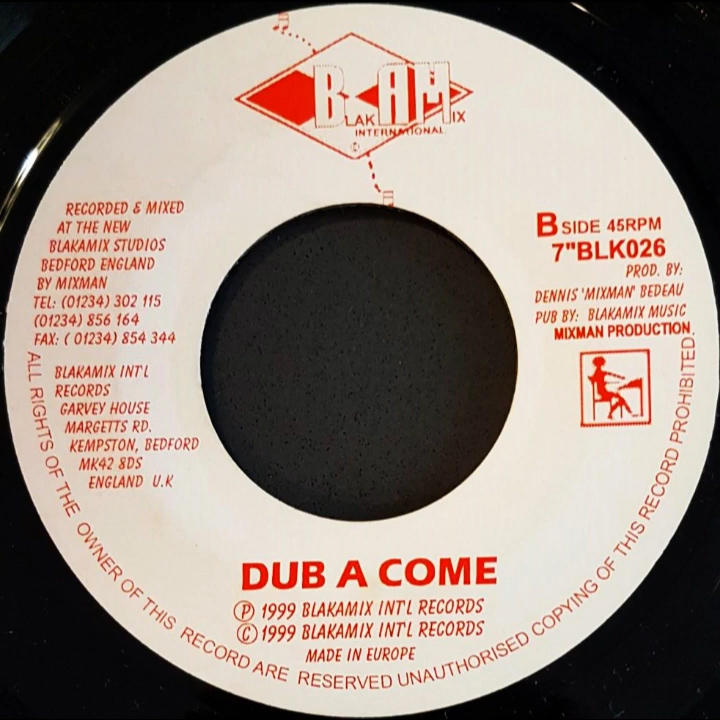 BLAK AM IX
INTERNATIONAL
©
RECORDED & MIXED
AT THE NEW
BLAKAMIX STUDIOS
BEDFORD ENGLAND
BY MIXMAN
TEL: (01234) 302 115
(01234) 856 164
FAX: ( 01234) 854 344
BLAKAMIX INT'L
RECORDS
GARVEY HOUSE
MARGETTS RD.
KEMPSTON, BEDFORD
MK42 8DS
ENGLAND U.K
B SIDE 45RPM
7"BLK026
PROD. BY:
DENNIS 'MIXMAN' BEDEAU
PUB BY: BLAKAMIX MUSIC
MIXMAN PRODUCTION.
DUB A COME
Ⓟ 1999 BLAKAMIX INT'L RECORDS
© 1999 BLAKAMIX INT'L RECORDS
MADE IN EUROPE
ALL RIGHTS OF THE OWNER OF THIS RECORD ARE RESERVED UNAUTHORISED COPYING OF THIS RECORD PROHIBITED.